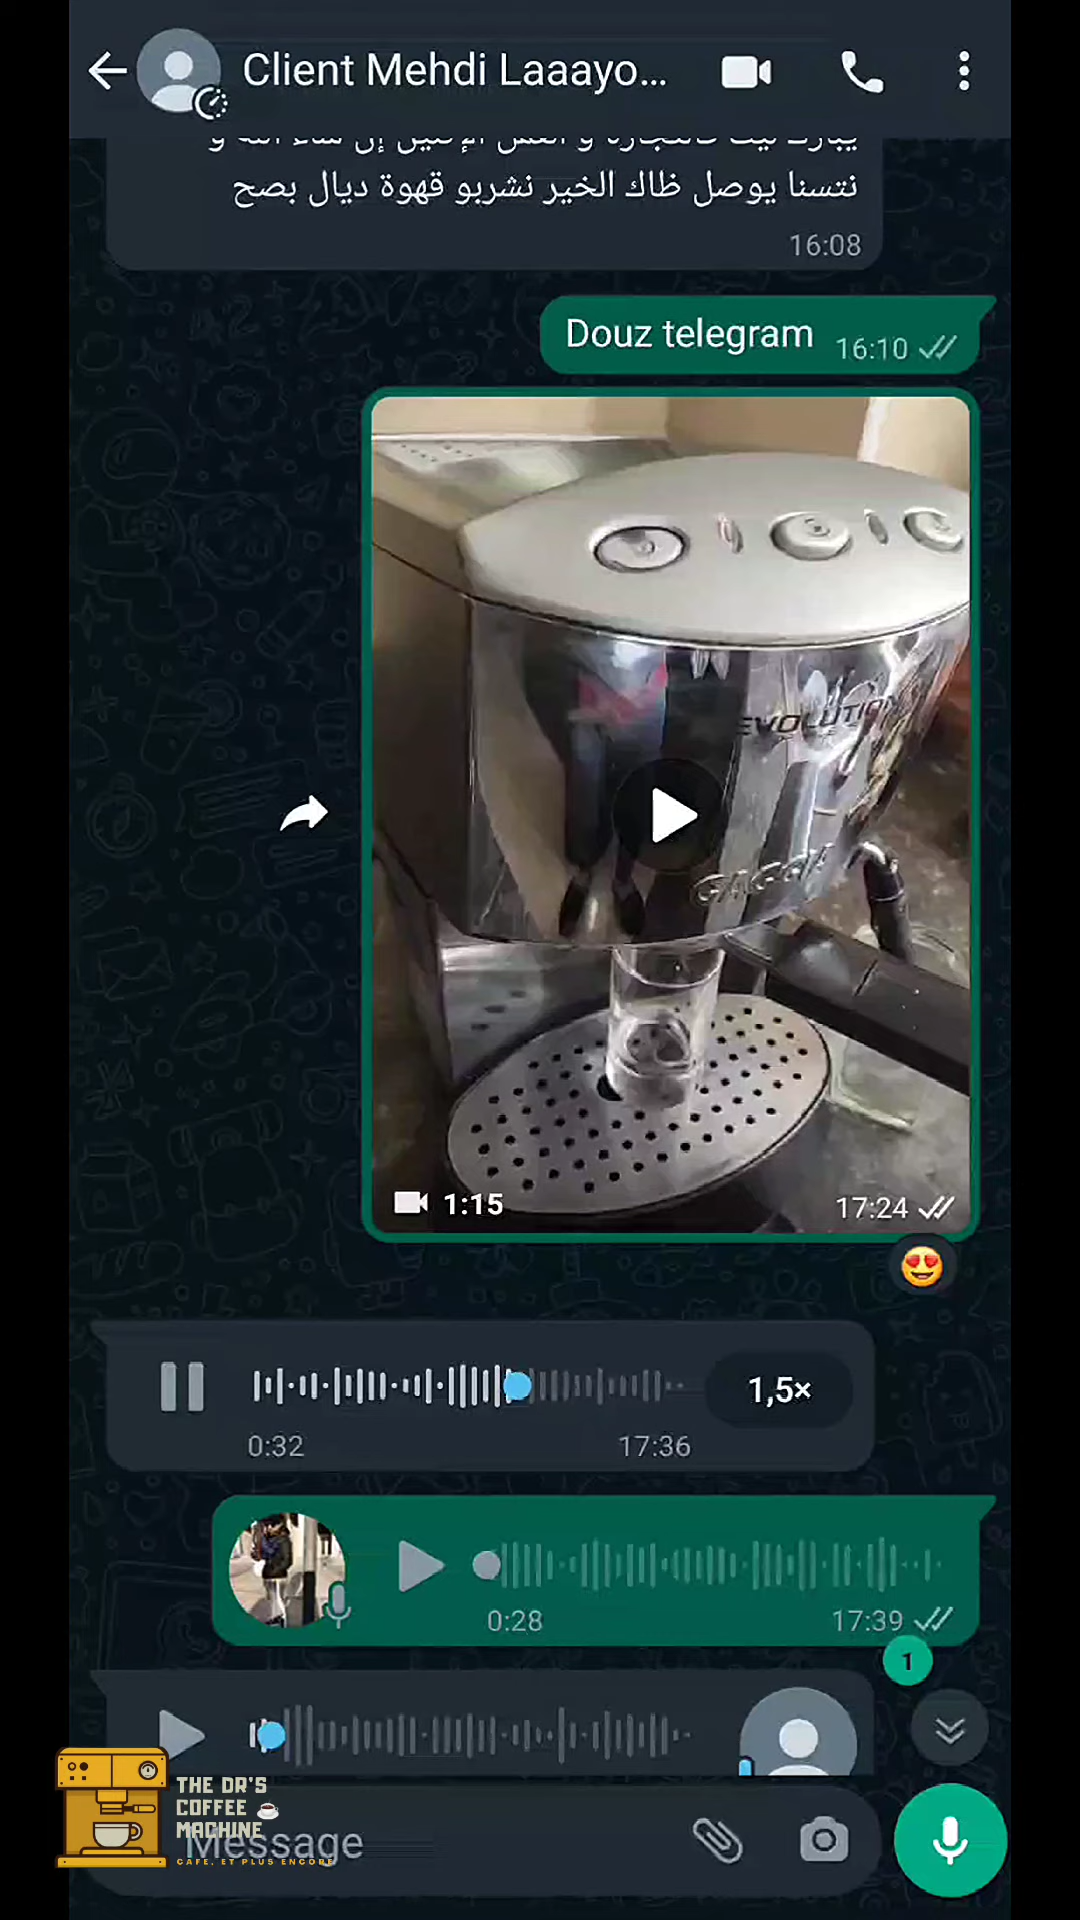 Client Mehdi Laaayo...
نتسنا يوصل ظاك الخير نشربو قهوة ديال بصح
16:08
Douz telegram
16:10
EVOLUTION
GAGGIA
1:15
17:24
1,5×
0:32
17:36
0:28
17:39
1
THE DR'S
COFFEE
MACHINE
Message
CAFE, ET PLUS ENCORE